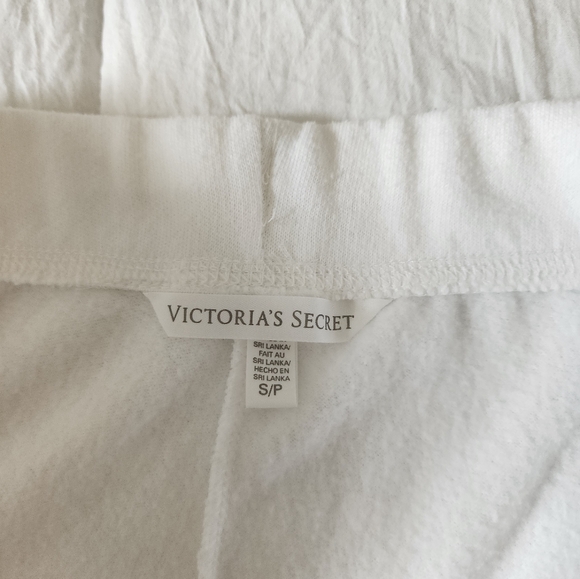 VICTORIA'S SECRET
SRI LANKA/
FAIT AU
SRI LANKA/
HECHO EN
SRI LANKA
S/P